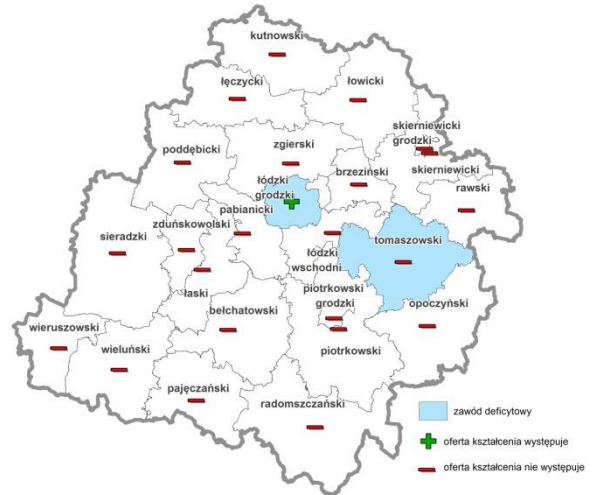 kutnowski
łęczycki
łowicki
skierniewicki
grodzki
zgierski
poddębicki
brzeziński
skierniewicki
łódzki
grodzki
rawski
pabianicki
zduńskowolski
sieradzki
tomaszowski
łódzki
wschodni
łaski
piotrkowski
grodzki
opoczyński
bełchatowski
wieruszowski
wieluński
piotrkowski
pajęczański
radomszczański
zawód deficytowy
oferta kształcenia występuje
oferta kształcenia nie występuje